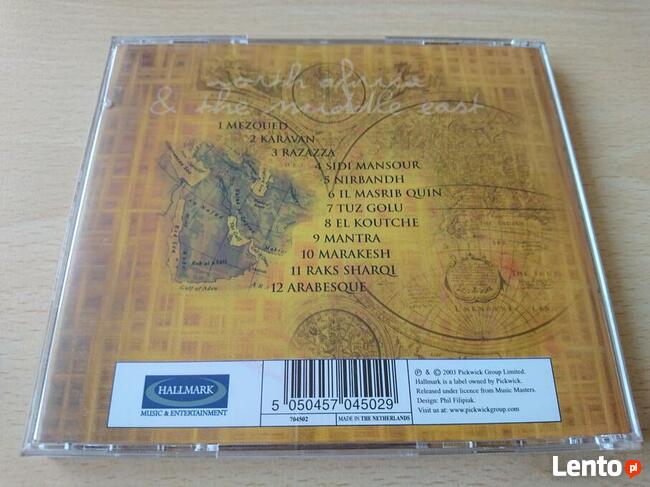 north africa
& the middle east
1 MEZOUED
2 KARAVAN
3 RAZAZZA
4 SIDI MANSOUR
5 NIRBANDH
6 IL MASRIB QUIN
7 TUZ GOLU
8 EL KOUTCHE
9 MANTRA
10 MARAKESH
11 RAKS SHARQI
12 ARABESQUE
Gulf of Aden
HALLMARK
MUSIC & ENTERTAINMENT
5 050457 045029
704502
MADE IN THE NETHERLANDS
℗ & © 2003 Pickwick Group Limited.
Hallmark is a label owned by Pickwick.
Released under licence from Music Masters.
Design: Phil Filipiak.
Visit us at: www.pickwickgroup.com
Lento.pl